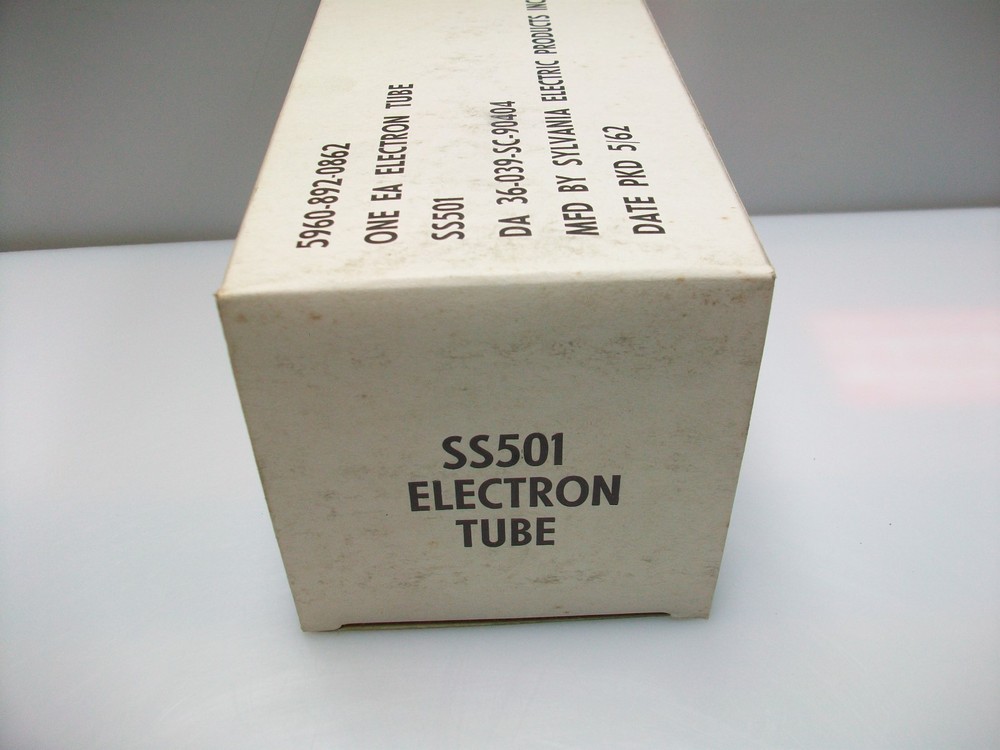 5960-892-0862
ONE EA ELECTRON TUBE
SS501
DA 36-039-SC-90404
MFD BY SYLVANIA ELECTRIC PRODUCTS INC
DATE PKD 5/62
SS501
ELECTRON
TUBE